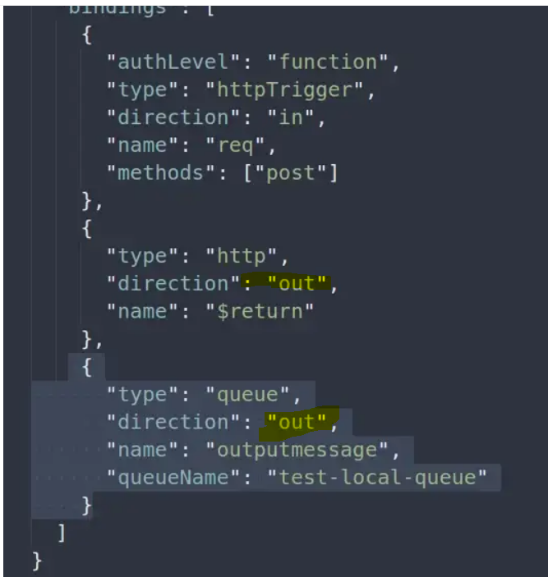 bindings": [
{
"authLevel": "function",
"type": "httpTrigger",
"direction": "in",
"name": "req",
"methods": ["post"]
},
{
"type": "http",
"direction": "out",
"name": "$return"
},
{
"type": "queue",
"direction": "out",
"name": "outputmessage",
"queueName": "test-local-queue"
}
]
}